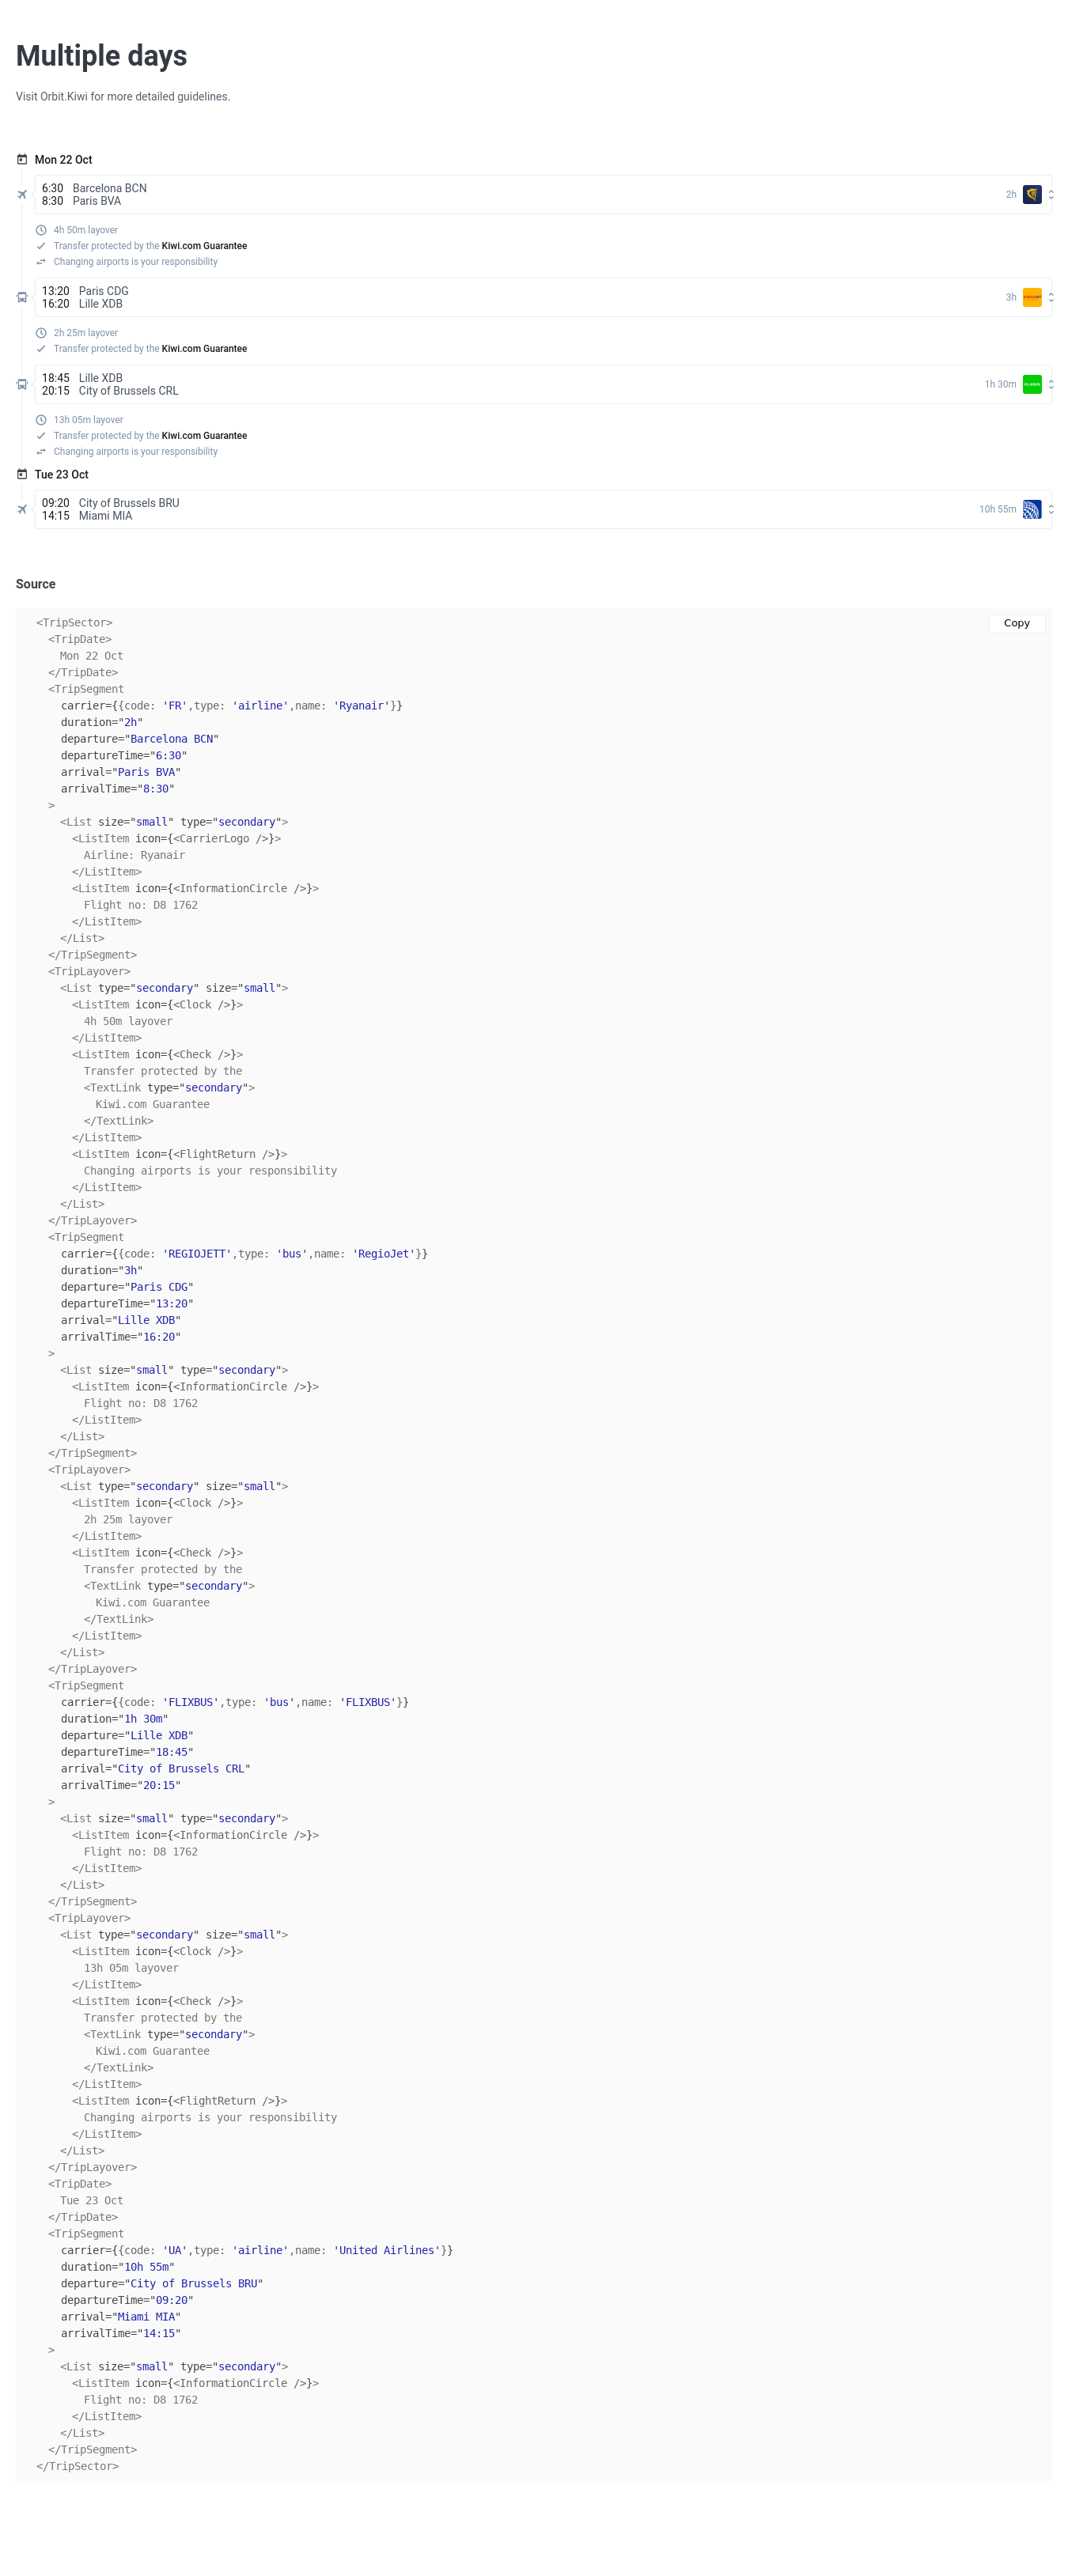 Multiple days
Visit Orbit.Kiwi for more detailed guidelines.
Mon 22 Oct
6:30 Barcelona BCN
8:30 Paris BVA
2h
4h 50m layover
Transfer protected by the Kiwi.com Guarantee
Changing airports is your responsibility
13:20 Paris CDG
16:20 Lille XDB
3h
2h 25m layover
Transfer protected by the Kiwi.com Guarantee
18:45 Lille XDB
20:15 City of Brussels CRL
1h 30m
13h 05m layover
Transfer protected by the Kiwi.com Guarantee
Changing airports is your responsibility
Tue 23 Oct
09:20 City of Brussels BRU
14:15 Miami MIA
10h 55m
Source
Copy
<TripSector>
<TripDate>
Mon 22 Oct
</TripDate>
<TripSegment
carrier={{code: 'FR',type: 'airline',name: 'Ryanair'}}
duration="2h"
departure="Barcelona BCN"
departureTime="6:30"
arrival="Paris BVA"
arrivalTime="8:30"
>
<List size="small" type="secondary">
<ListItem icon={<CarrierLogo />}>
Airline: Ryanair
</ListItem>
<ListItem icon={<InformationCircle />}>
Flight no: D8 1762
</ListItem>
</List>
</TripSegment>
<TripLayover>
<List type="secondary" size="small">
<ListItem icon={<Clock />}>
4h 50m layover
</ListItem>
<ListItem icon={<Check />}>
Transfer protected by the
<TextLink type="secondary">
Kiwi.com Guarantee
</TextLink>
</ListItem>
<ListItem icon={<FlightReturn />}>
Changing airports is your responsibility
</ListItem>
</List>
</TripLayover>
<TripSegment
carrier={{code: 'REGIOJETT',type: 'bus',name: 'RegioJet'}}
duration="3h"
departure="Paris CDG"
departureTime="13:20"
arrival="Lille XDB"
arrivalTime="16:20"
>
<List size="small" type="secondary">
<ListItem icon={<InformationCircle />}>
Flight no: D8 1762
</ListItem>
</List>
</TripSegment>
<TripLayover>
<List type="secondary" size="small">
<ListItem icon={<Clock />}>
2h 25m layover
</ListItem>
<ListItem icon={<Check />}>
Transfer protected by the
<TextLink type="secondary">
Kiwi.com Guarantee
</TextLink>
</ListItem>
</List>
</TripLayover>
<TripSegment
carrier={{code: 'FLIXBUS',type: 'bus',name: 'FLIXBUS'}}
duration="1h 30m"
departure="Lille XDB"
departureTime="18:45"
arrival="City of Brussels CRL"
arrivalTime="20:15"
>
<List size="small" type="secondary">
<ListItem icon={<InformationCircle />}>
Flight no: D8 1762
</ListItem>
</List>
</TripSegment>
<TripLayover>
<List type="secondary" size="small">
<ListItem icon={<Clock />}>
13h 05m layover
</ListItem>
<ListItem icon={<Check />}>
Transfer protected by the
<TextLink type="secondary">
Kiwi.com Guarantee
</TextLink>
</ListItem>
<ListItem icon={<FlightReturn />}>
Changing airports is your responsibility
</ListItem>
</List>
</TripLayover>
<TripDate>
Tue 23 Oct
</TripDate>
<TripSegment
carrier={{code: 'UA',type: 'airline',name: 'United Airlines'}}
duration="10h 55m"
departure="City of Brussels BRU"
departureTime="09:20"
arrival="Miami MIA"
arrivalTime="14:15"
>
<List size="small" type="secondary">
<ListItem icon={<InformationCircle />}>
Flight no: D8 1762
</ListItem>
</List>
</TripSegment>
</TripSector>